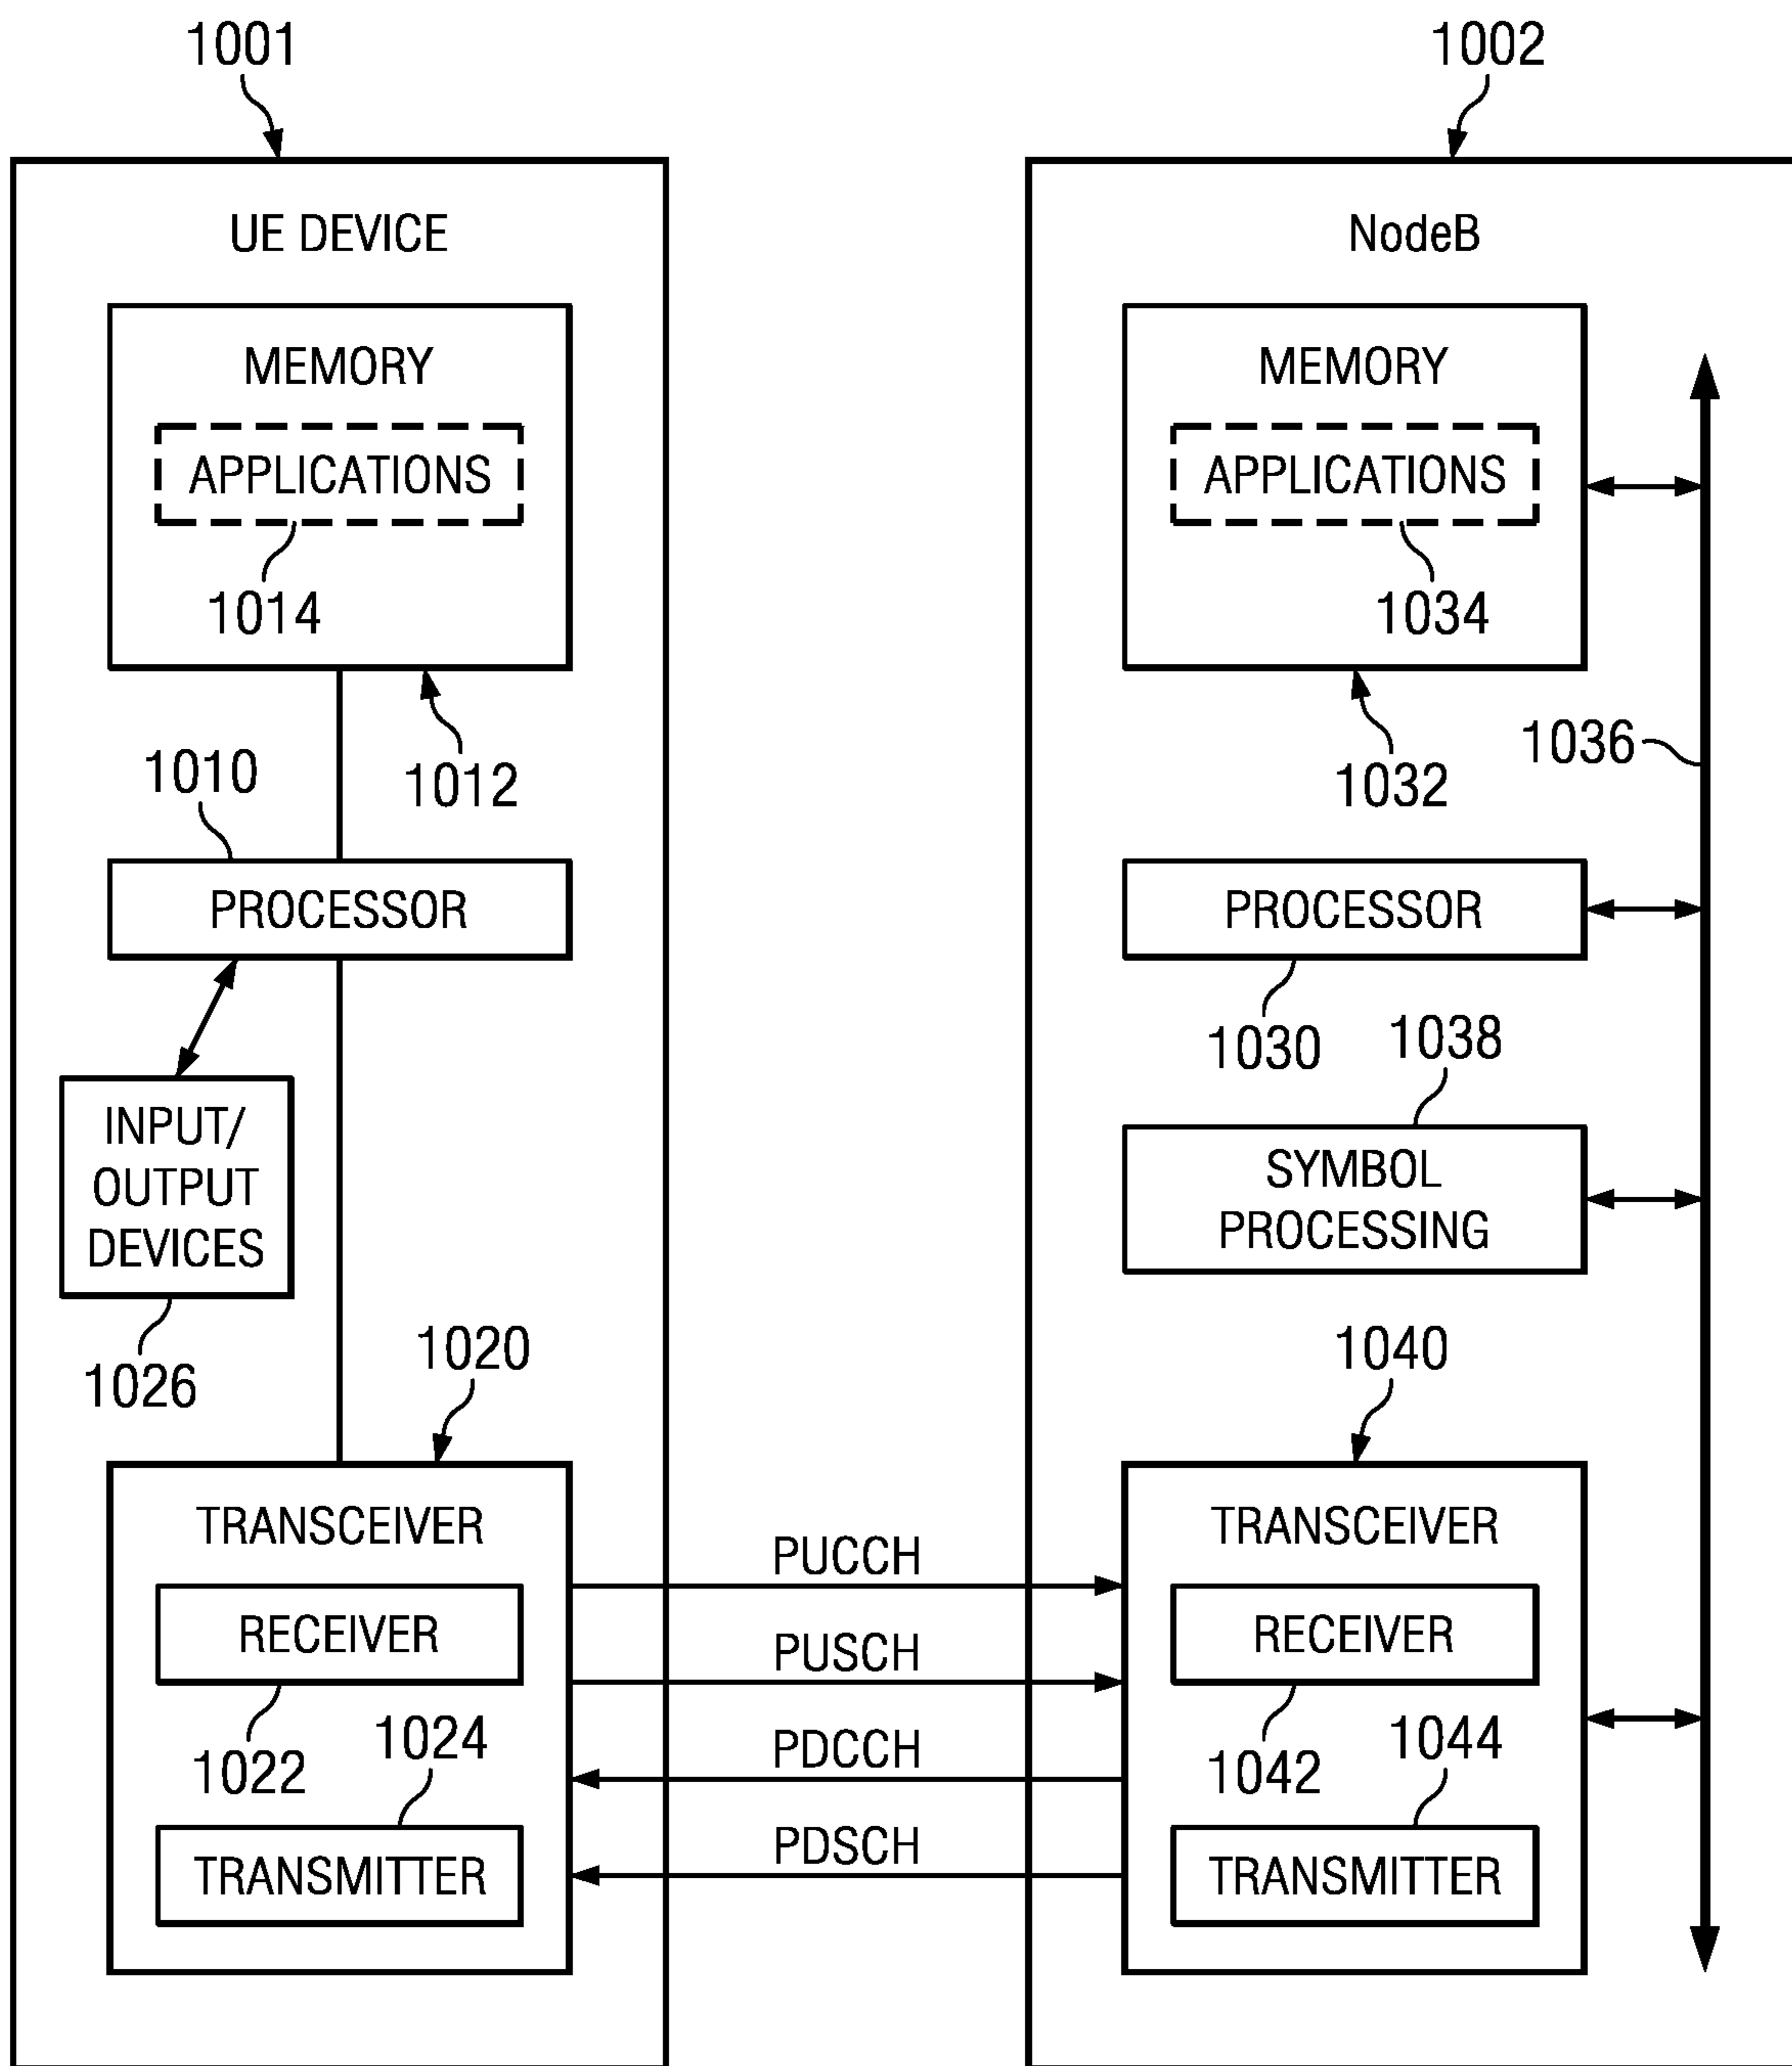 1001
1002
UE DEVICE
NodeB
MEMORY
APPLICATIONS
1014
1012
MEMORY
APPLICATIONS
1034
1032
1036
1010
PROCESSOR
PROCESSOR
1030
1038
INPUT/
OUTPUT
DEVICES
1026
SYMBOL
PROCESSING
1020
1040
TRANSCEIVER
RECEIVER
1022
1024
TRANSMITTER
PUCCH
PUSCH
PDCCH
PDSCH
TRANSCEIVER
RECEIVER
1042
1044
TRANSMITTER